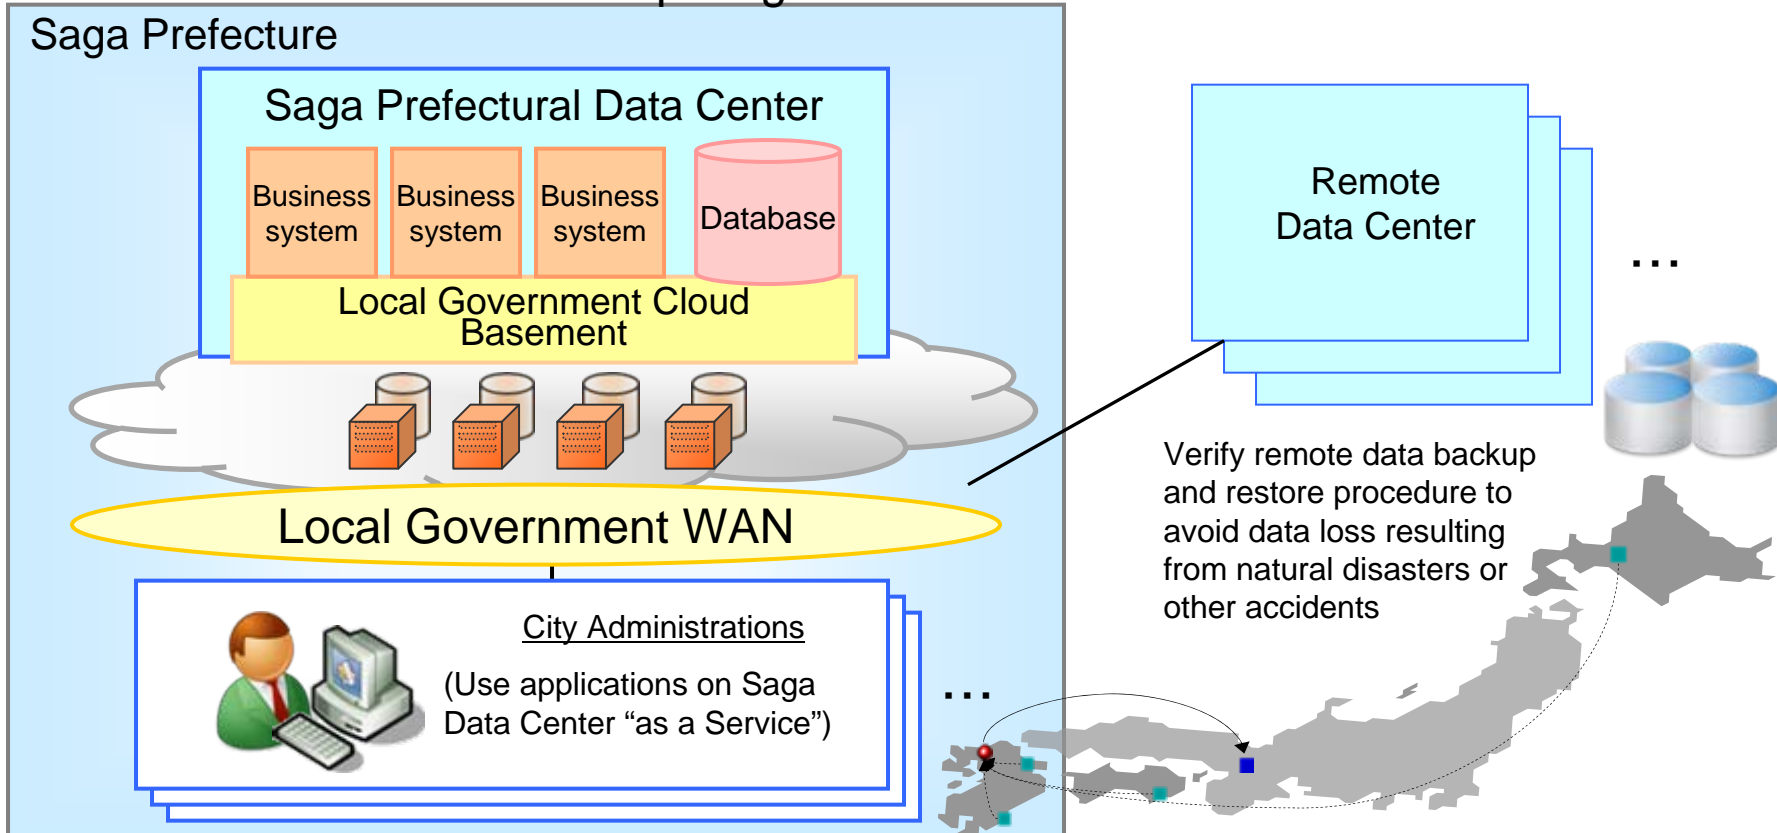 Saga Prefecture
Saga Prefectural Data Center
Business
system
Business
system
Business
system
Database
Local Government Cloud
Basement
Local Government WAN
City Administrations
(Use applications on Saga
Data Center “as a Service”)
...
Remote
Data Center
...
Verify remote data backup
and restore procedure to
avoid data loss resulting
from natural disasters or
other accidents